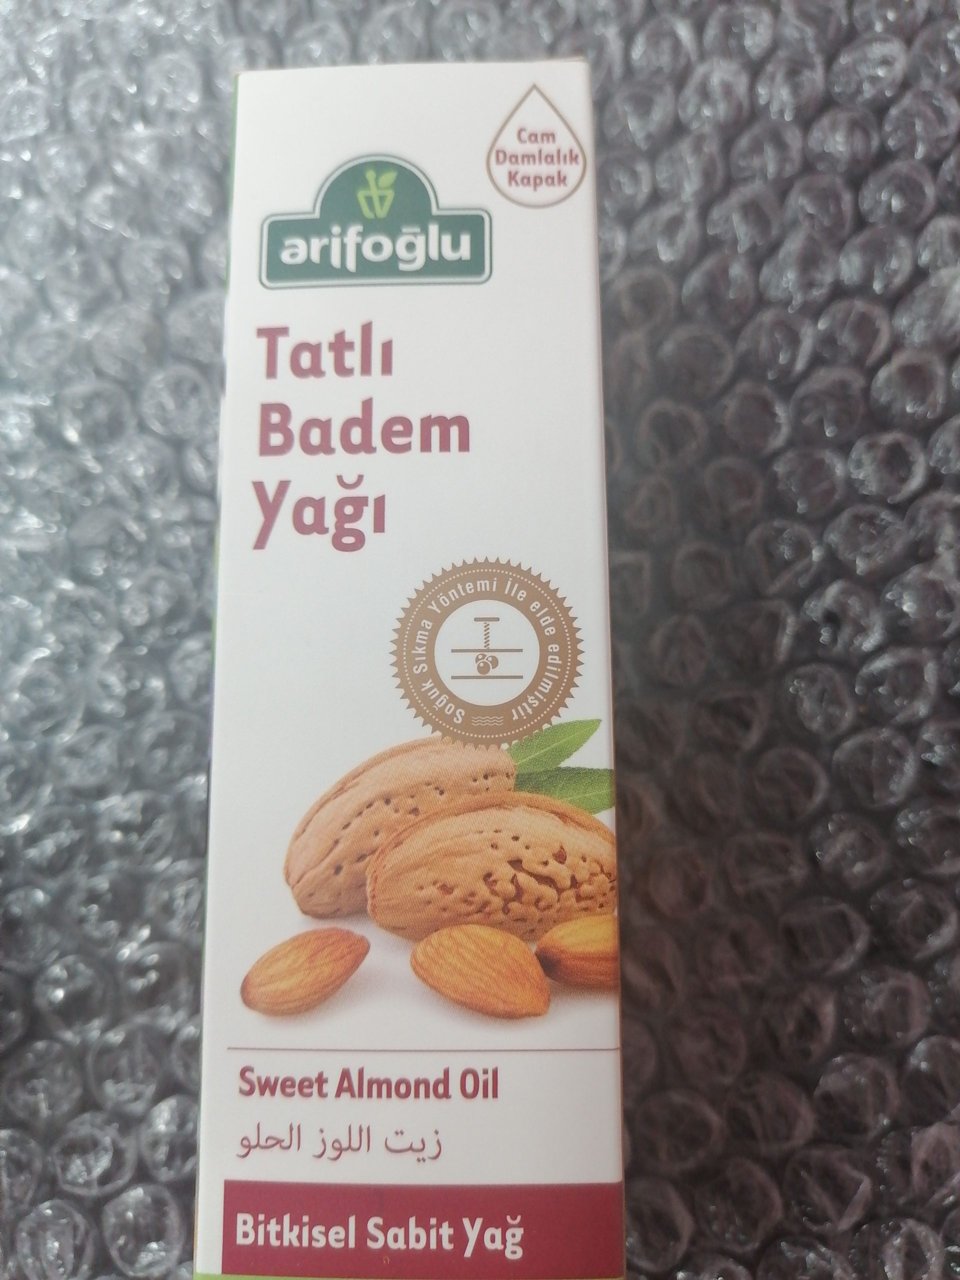 Cam
Damlalık
Kapak
arifoğlu
Tatlı
Badem
Yağı
Soğuk Sıkma Yöntemi İle elde edilmiştir
Sweet Almond Oil
زيت اللوز الحلو
Bitkisel Sabit Yağ